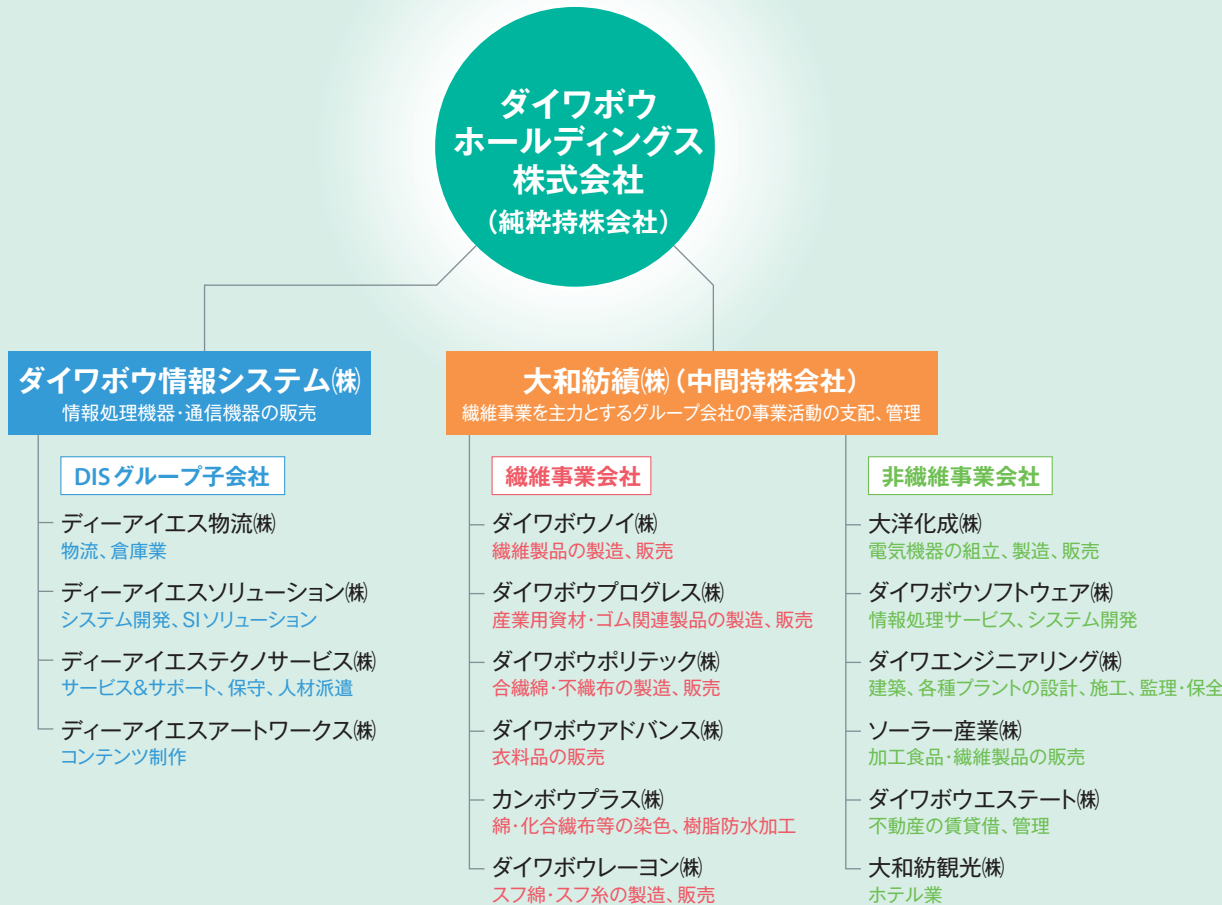 ダイワボウ
ホールディングス
株式会社
(純粋持株会社)
ダイワボウ情報システム㈱
情報処理機器・通信機器の販売
DISグループ子会社
ディーアイエス物流㈱
物流、倉庫業
ディーアイエスソリューション㈱
システム開発、SIソリューション
ディーアイエステクノサービス㈱
サービス&サポート、保守、人材派遣
ディーアイエスアートワークス㈱
コンテンツ制作
大和紡績㈱(中間持株会社)
繊維事業を主力とするグループ会社の事業活動の支配、管理
繊維事業会社
ダイワボウノイ㈱
繊維製品の製造、販売
ダイワボウプログレス㈱
産業用資材・ゴム関連製品の製造、販売
ダイワボウポリテック㈱
合繊綿・不織布の製造、販売
ダイワボウアドバンス㈱
衣料品の販売
カンボウプラス㈱
綿・化合繊布等の染色、樹脂防水加工
ダイワボウレーヨン㈱
スフ綿・スフ糸の製造、販売
非繊維事業会社
大洋化成㈱
電気機器の組立、製造、販売
ダイワボウソフトウェア㈱
情報処理サービス、システム開発
ダイワエンジニアリング㈱
建築、各種プラントの設計、施工、監理・保全
ソーラー産業㈱
加工食品・繊維製品の販売
ダイワボウエステート㈱
不動産の賃貸借、管理
大和紡観光㈱
ホテル業